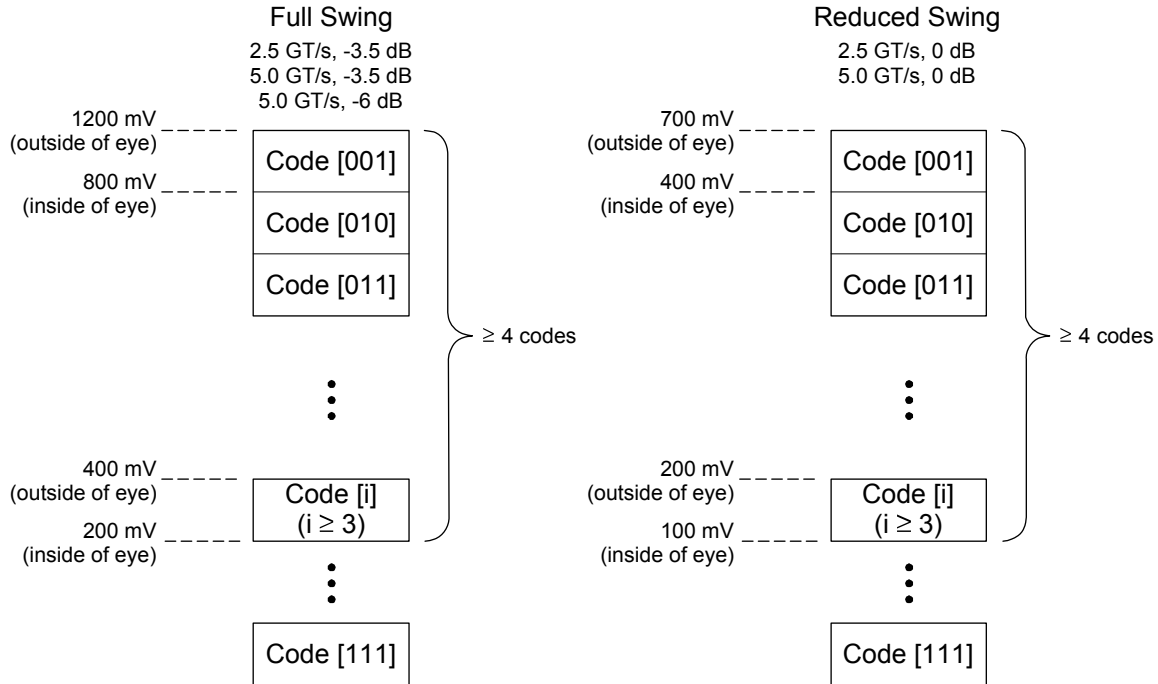 Full Swing
2.5 GT/s, -3.5 dB
5.0 GT/s, -3.5 dB
5.0 GT/s, -6 dB
1200 mV
(outside of eye)
800 mV
(inside of eye)
Code [001]
Code [010]
Code [011]
≥ 4 codes
400 mV
(outside of eye)
200 mV
(inside of eye)
Code [i]
(i ≥ 3)
Code [111]
Reduced Swing
2.5 GT/s, 0 dB
5.0 GT/s, 0 dB
700 mV
(outside of eye)
400 mV
(inside of eye)
Code [001]
Code [010]
Code [011]
≥ 4 codes
200 mV
(outside of eye)
100 mV
(inside of eye)
Code [i]
(i ≥ 3)
Code [111]